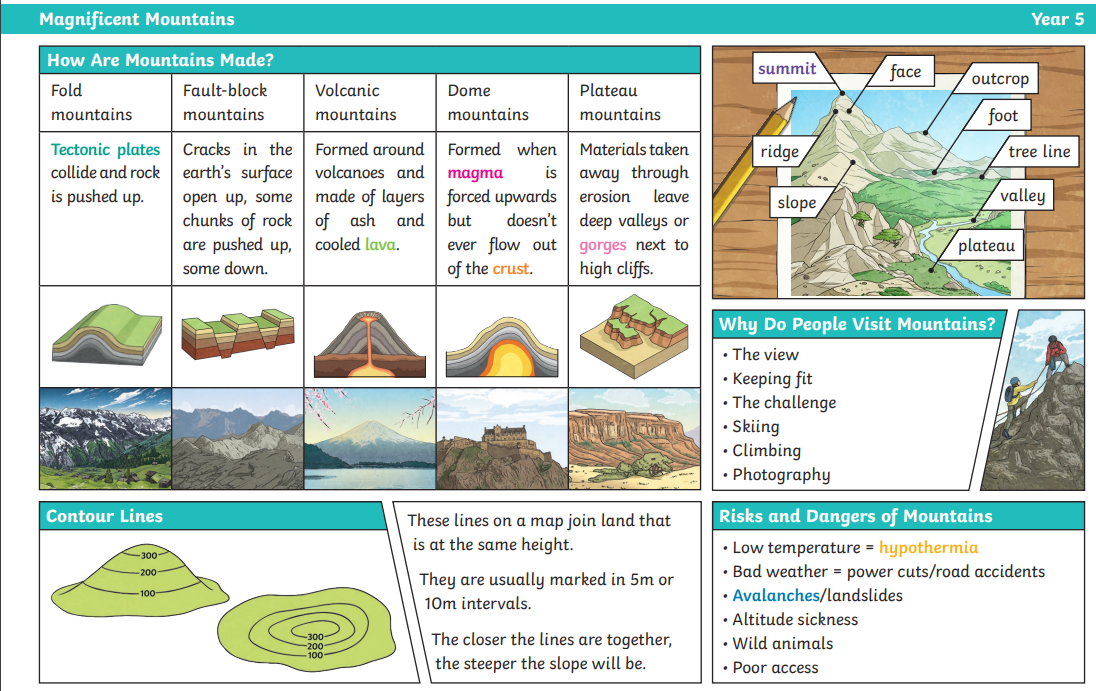 Magnificent Mountains
Year 5
How Are Mountains Made?
Fold
mountains
Fault-block
mountains
Volcanic
mountains
Dome
mountains
Plateau
mountains
Tectonic plates
collide and rock
is pushed up.
Cracks in the
earth's surface
open up, some
chunks of rock
are pushed up,
some down.
Formed around
volcanoes and
made of layers
of ash and
cooled lava.
Formed when
magma is
forced upwards
but doesn't
ever flow out
of the crust.
Materials taken
away through
erosion leave
deep valleys or
gorges next to
high cliffs.
summit
face
outcrop
foot
ridge
tree line
slope
valley
plateau
Why Do People Visit Mountains?
• The view
• Keeping fit
• The challenge
• Skiing
• Climbing
• Photography
Contour Lines
300
200
100
300
200
100
These lines on a map join land that
is at the same height.
They are usually marked in 5m or
10m intervals.
The closer the lines are together,
the steeper the slope will be.
Risks and Dangers of Mountains
• Low temperature = hypothermia
• Bad weather = power cuts/road accidents
• Avalanches/landslides
• Altitude sickness
• Wild animals
• Poor access